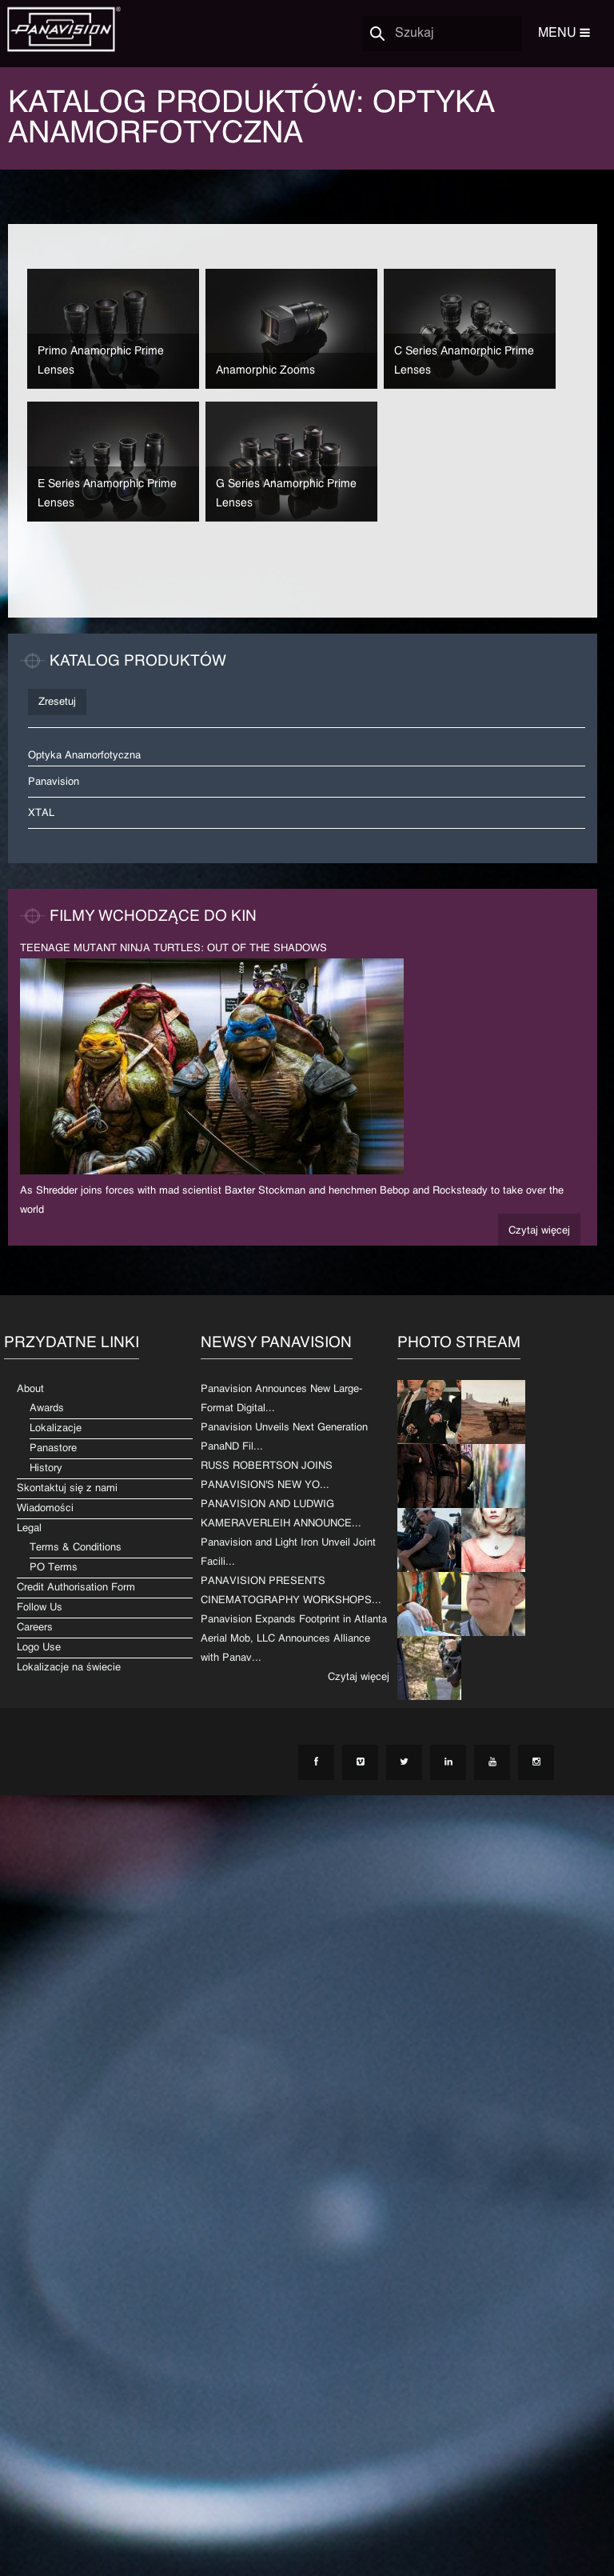 PANAVISION®
Szukaj
MENU
KATALOG PRODUKTÓW: OPTYKA
ANAMORFOTYCZNA
Primo Anamorphic Prime
Lenses
Anamorphic Zooms
C Series Anamorphic Prime
Lenses
E Series Anamorphic Prime
Lenses
G Series Anamorphic Prime
Lenses
KATALOG PRODUKTÓW
Zresetuj
Optyka Anamorfotyczna
Panavision
XTAL
FILMY WCHODZĄCE DO KIN
TEENAGE MUTANT NINJA TURTLES: OUT OF THE SHADOWS
As Shredder joins forces with mad scientist Baxter Stockman and henchmen Bebop and Rocksteady to take over the
world
Czytaj więcej
PRZYDATNE LINKI
About
Awards
Lokalizacje
Panastore
History
Skontaktuj się z nami
Wiadomości
Legal
Terms & Conditions
PO Terms
Credit Authorisation Form
Follow Us
Careers
Logo Use
Lokalizacje na świecie
NEWSY PANAVISION
Panavision Announces New Large-
Format Digital...
Panavision Unveils Next Generation
PanaND Fil...
RUSS ROBERTSON JOINS
PANAVISION'S NEW YO...
PANAVISION AND LUDWIG
KAMERAVERLEIH ANNOUNCE...
Panavision and Light Iron Unveil Joint
Facili...
PANAVISION PRESENTS
CINEMATOGRAPHY WORKSHOPS...
Panavision Expands Footprint in Atlanta
Aerial Mob, LLC Announces Alliance
with Panav...
Czytaj więcej
PHOTO STREAM